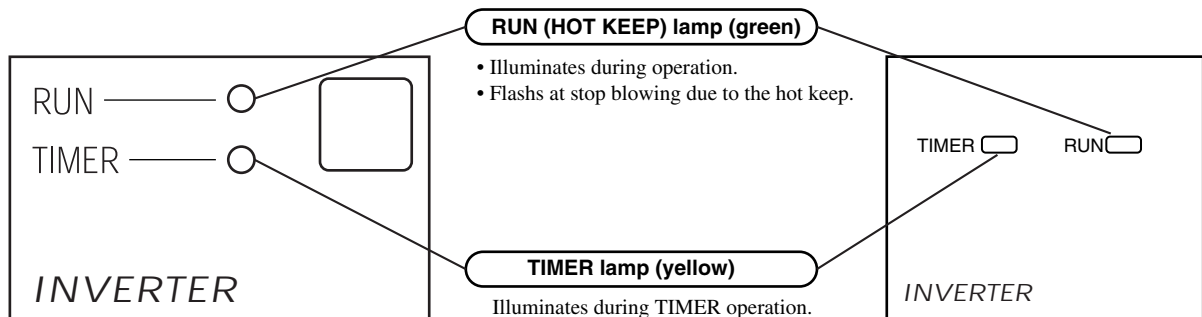 RUN (HOT KEEP) lamp (green)
• Illuminates during operation.
• Flashes at stop blowing due to the hot keep.
RUN
TIMER
INVERTER
TIMER RUN
INVERTER
TIMER lamp (yellow)
Illuminates during TIMER operation.